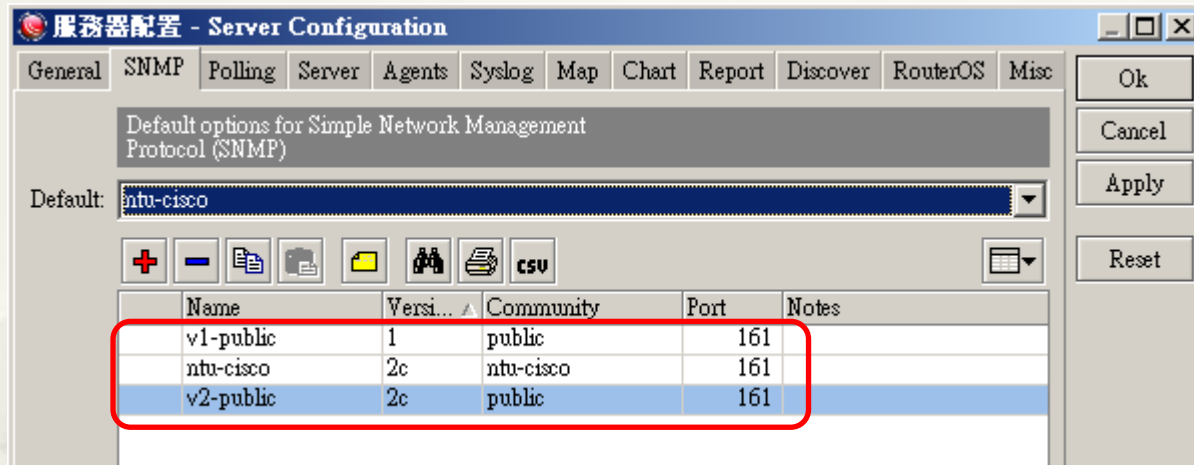 服務器配置 - Server Configuration
General SNMP Polling Server Agents Syslog Map Chart Report Discover RouterOS Misc
Ok
Default options for Simple Network Management
Protocol (SNMP)
Cancel
Apply
Default: ntu-cisco
CSV
Reset
Name Versi... Community Port Notes
v1-public 1 public 161
ntu-cisco 2c ntu-cisco 161
v2-public 2c public 161